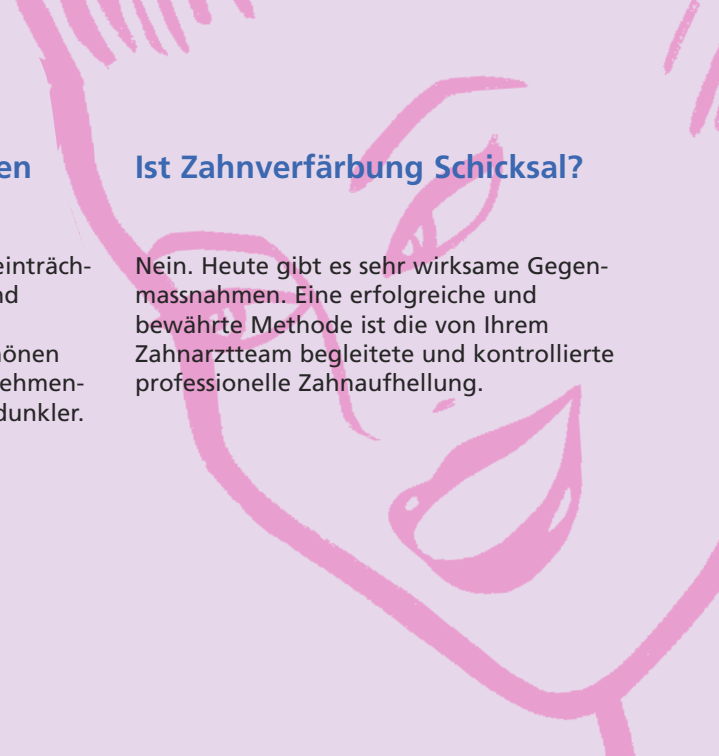 en
einträch-
nd
önen
ehmen-
dunkler.
Ist Zahnverfärbung Schicksal?
Nein. Heute gibt es sehr wirksame Gegen-
massnahmen. Eine erfolgreiche und
bewährte Methode ist die von Ihrem
Zahnarztteam begleitete und kontrollierte
professionelle Zahnaufhellung.